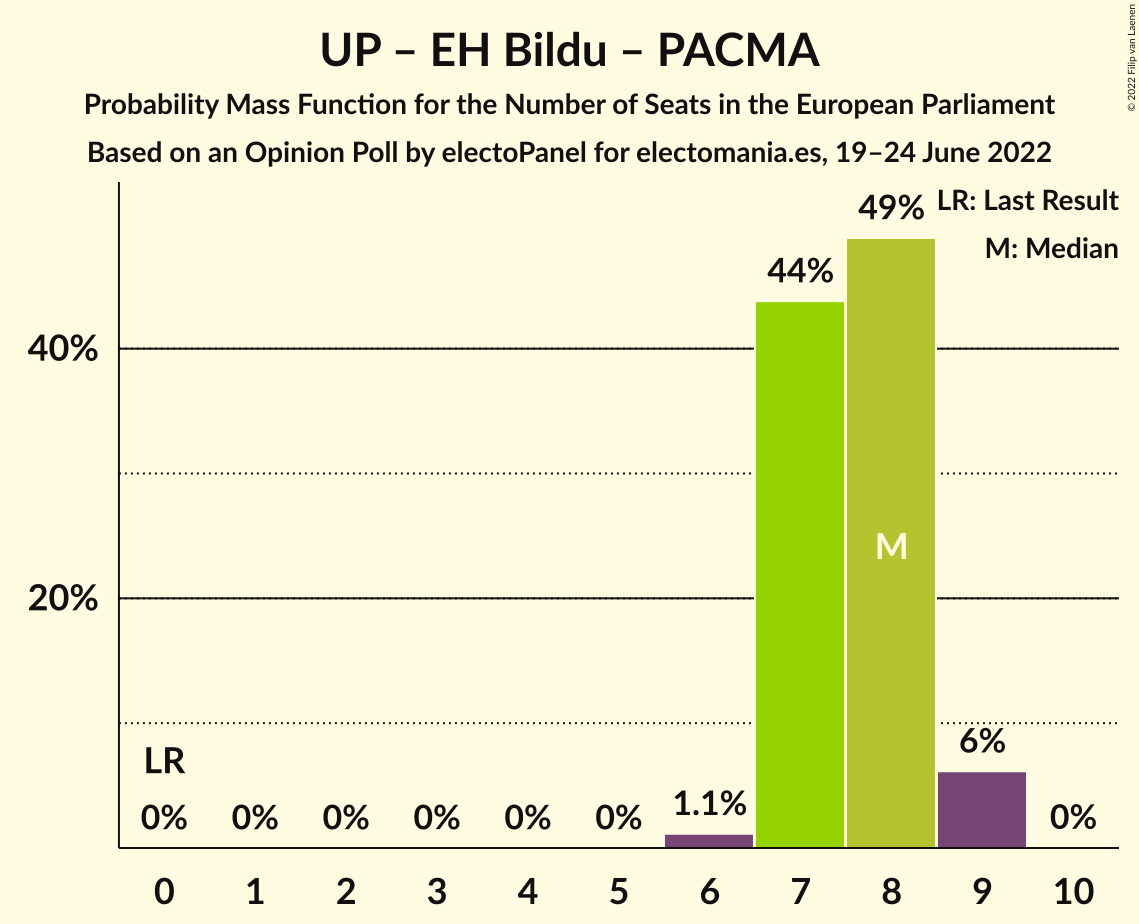 UP – EH Bildu – PACMA
Probability Mass Function for the Number of Seats in the European Parliament
Based on an Opinion Poll by electoPanel for electomania.es, 19–24 June 2022
© 2022 Filip van Laenen
LR: Last Result
M: Median
49%
44%
40%
M
20%
LR
6%
0% 0% 0% 0% 0% 0% 1.1% 0%
0 1 2 3 4 5 6 7 8 9 10